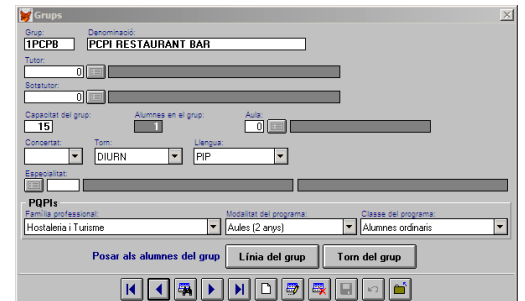 Grups
Grup: Denominació:
1PCPB PCPI RESTAURANT BAR
Tutor:
0
Sotstutor:
0
Capacitat del grup: Alumnes en el grup: Aula:
15 1 0
Concertat: Torn: Llengua:
DIURN PIP
Especialitat:
PQPIs
Família professional: Modalitat del programa: Classe del programa:
Hostaleria i Turisme Aules (2 anys) Alumnes ordinaris
Posar als alumnes del grup Línia del grup Torn del grup